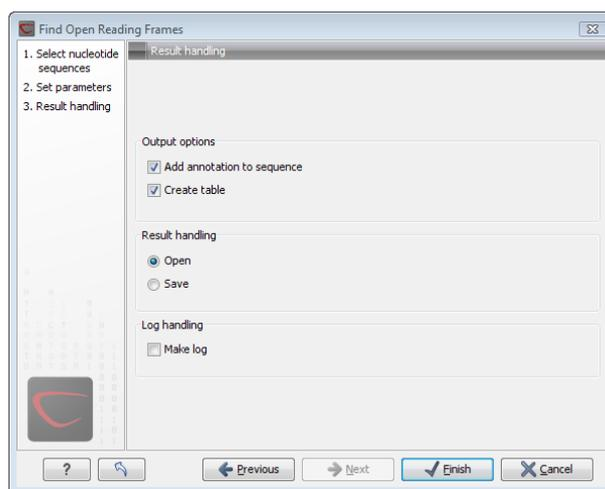 Find Open Reading Frames
1. Select nucleotide
sequences
2. Set parameters
3. Result handling
Result handling
Output options
Add annotation to sequence
Create table
Result handling
Open
Save
Log handling
Make log
?
Previous
Next
Finish
Cancel